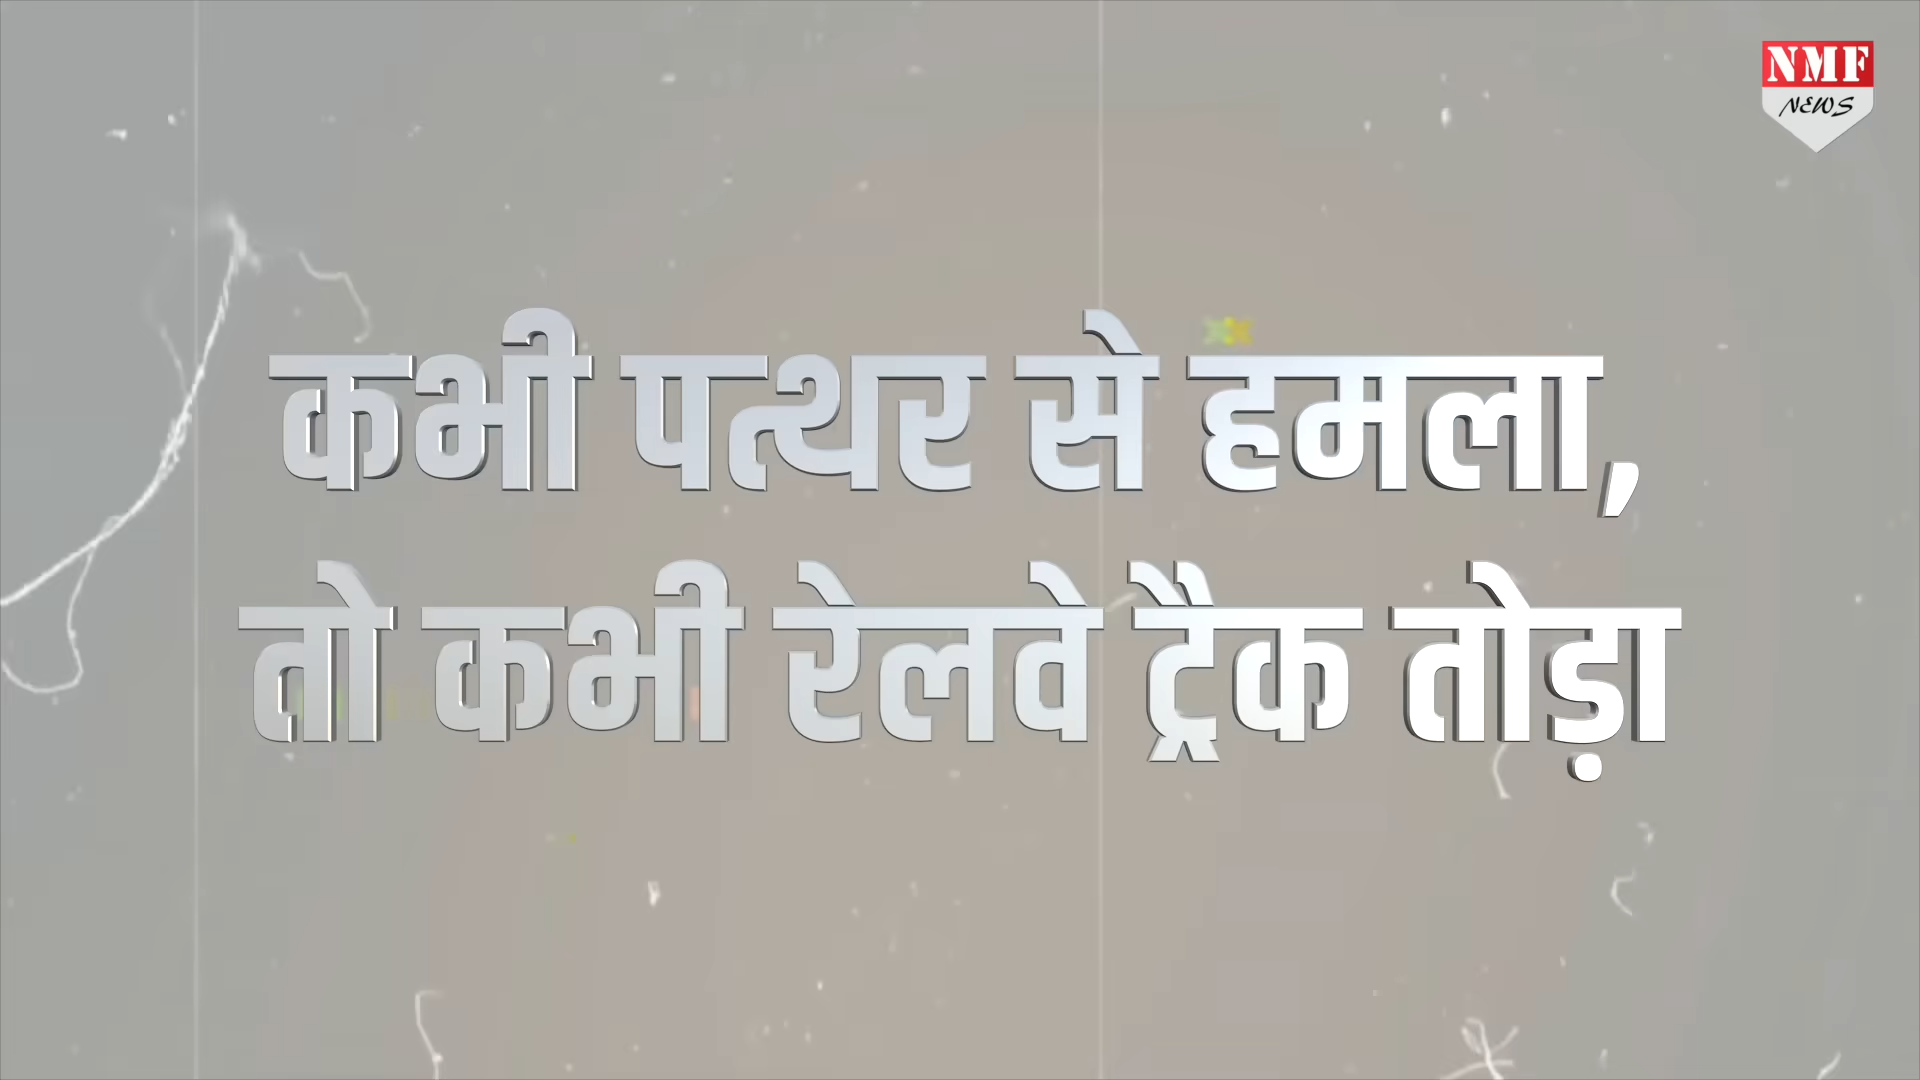 NMF
NEWS
कभी पत्थर से हमला,
तो कभी रेलवे ट्रैक तोड़ा